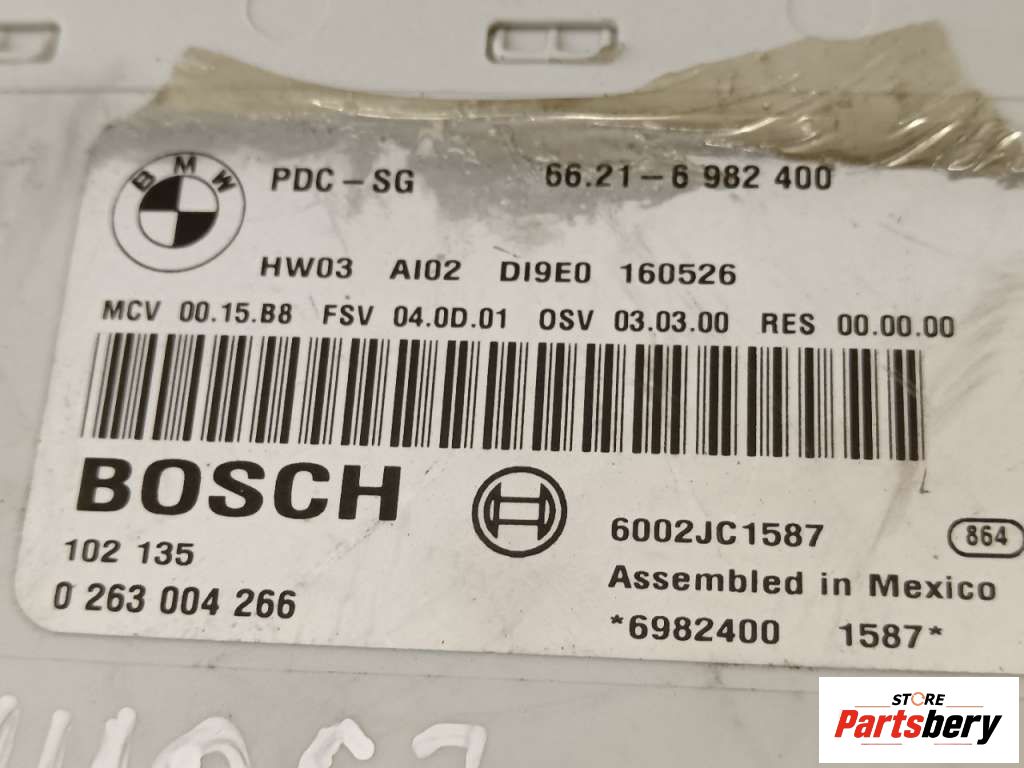 BMW PDC-SG 66.21-6 982 400
HW03 AI02 DI9E0 160526
MCV 00.15.B8 FSV 04.0D.01 OSV 03.03.00 RES 00.00.00
BOSCH
102 135
0 263 004 266
6002JC1587 864
Assembled in Mexico
*6982400 1587*
STORE
Partsbery